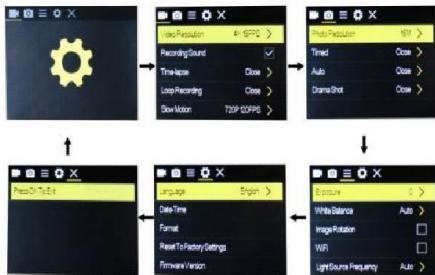 Video Resolution 4K 15FPS
Recording Sound
Time-lapse Close
Loop Recording Close
Slow Motion 720P 120FPS
Photo Resolution 16M
Timed Close
Auto Close
Drama Shot Close
Exposure 0
White Balance Auto
Image Rotation
WiFi
Light Source Frequency Auto
Language English
Date-Time
Format
Reset To Factory Settings
Firmware Version
Press OK To Exit